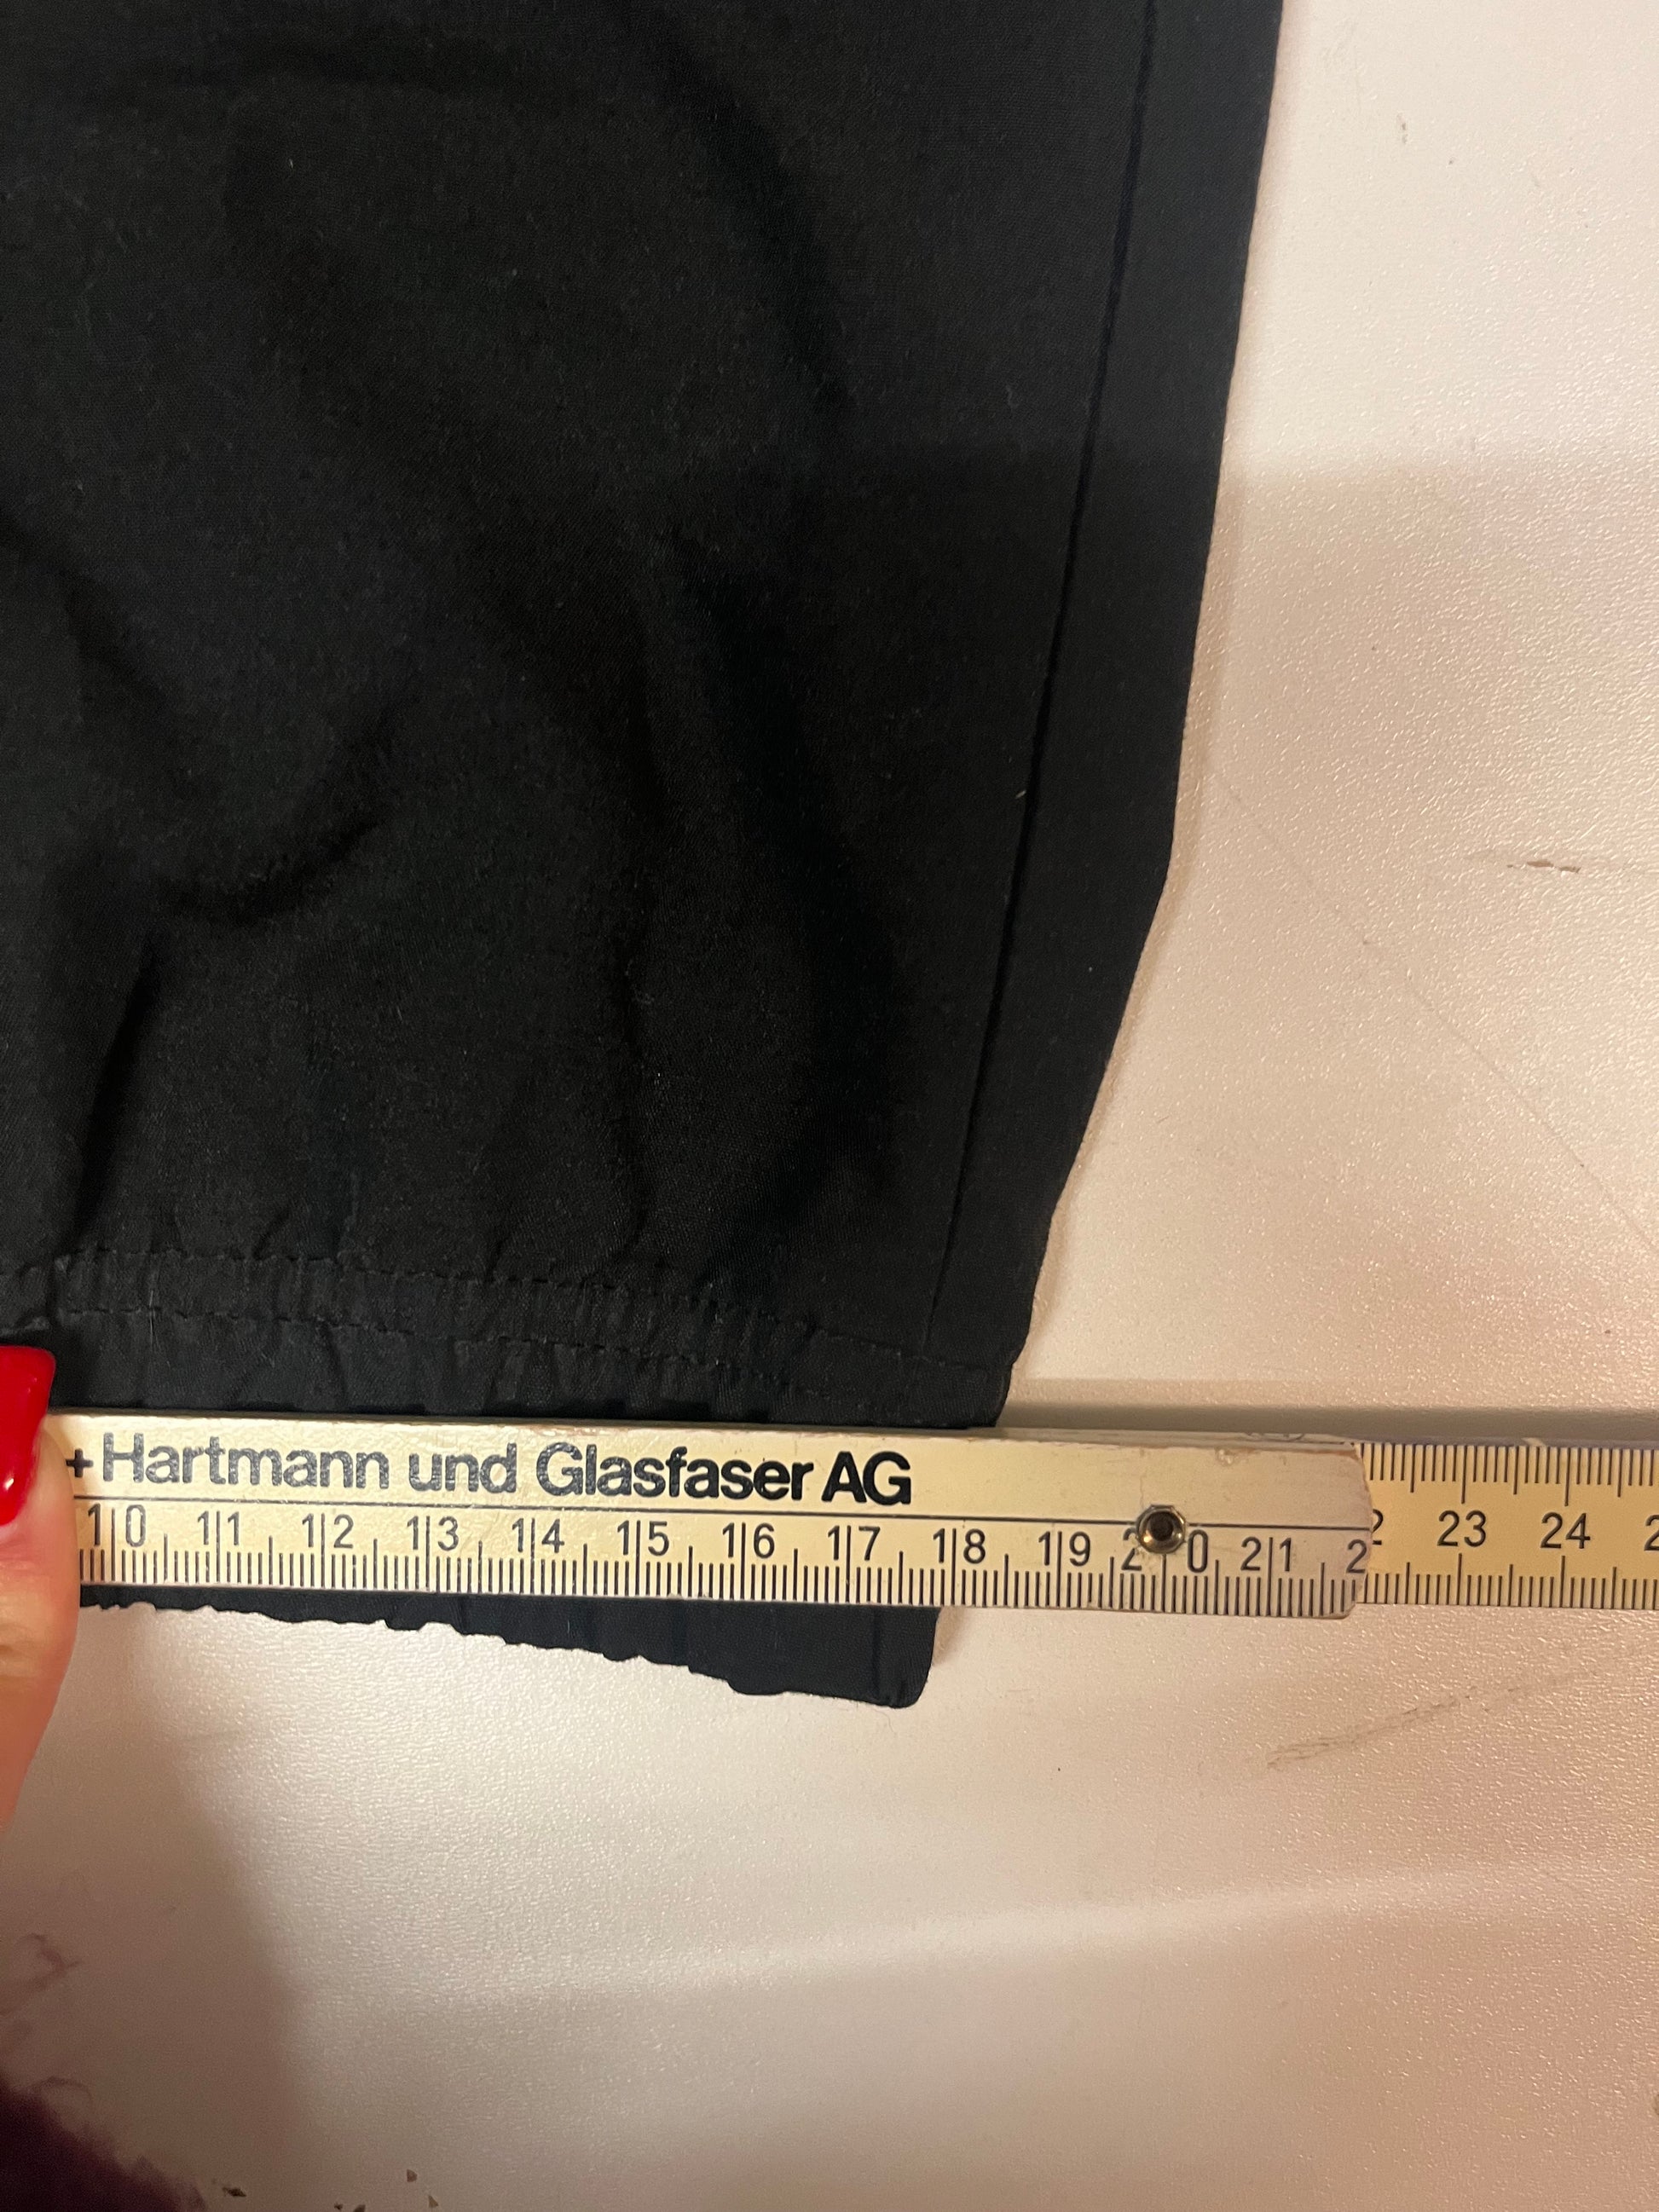 +Hartmann und Glasfaser AG
10 11 12 13 14 15 16 17 18 19 20 21 2 2 23 24 2